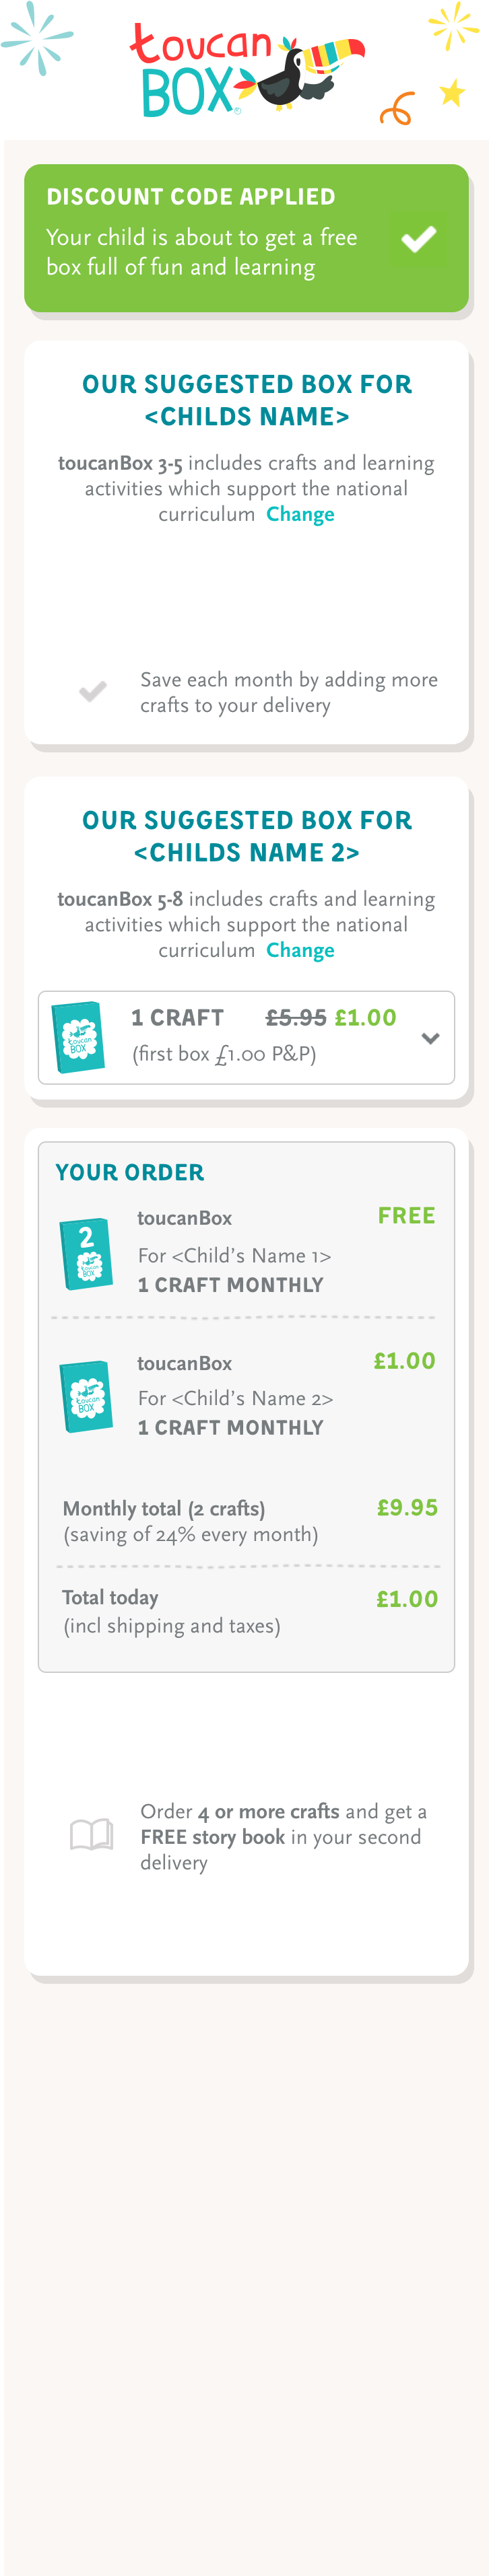 toucan
BOX
DISCOUNT CODE APPLIED
Your child is about to get a free
box full of fun and learning
OUR SUGGESTED BOX FOR
<CHILDS NAME>
toucanBox 3-5 includes crafts and learning
activities which support the national
curriculum Change
Save each month by adding more
crafts to your delivery
OUR SUGGESTED BOX FOR
<CHILDS NAME 2>
toucanBox 5-8 includes crafts and learning
activities which support the national
curriculum Change
toucan
BOX
1 CRAFT £5.95 £1.00
(first box £1.00 P&P)
YOUR ORDER
2
toucan
BOX
toucanBox FREE
For <Child's Name 1>
1 CRAFT MONTHLY
toucan
BOX
toucanBox £1.00
For <Child's Name 2>
1 CRAFT MONTHLY
Monthly total (2 crafts) £9.95
(saving of 24% every month)
Total today £1.00
(incl shipping and taxes)
Order 4 or more crafts and get a
FREE story book in your second
delivery